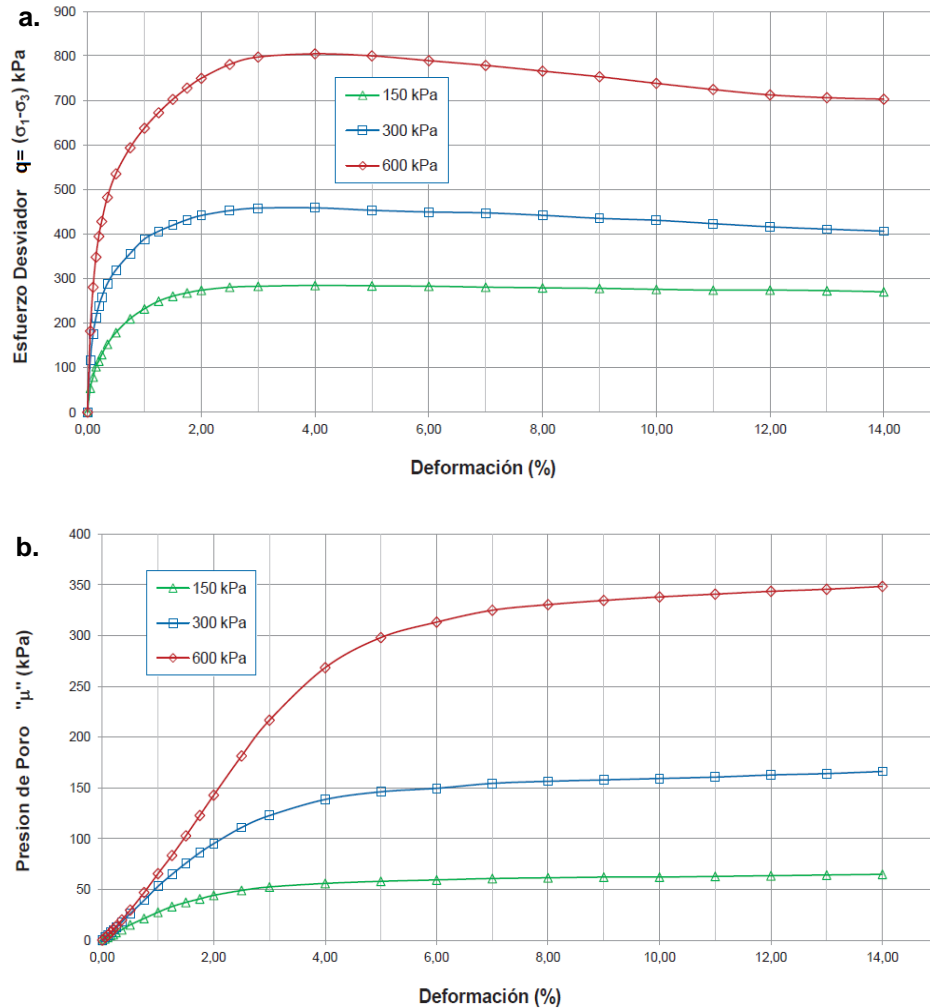 a.
Esfuerzo Desviador q= (σ₁-σ₃) kPa
900
800
700
600
500
400
300
200
100
0
150 kPa
300 kPa
600 kPa
0,00 2,00 4,00 6,00 8,00 10,00 12,00 14,00
Deformación (%)
b.
Presion de Poro "μ" (kPa)
400
350
300
250
200
150
100
50
0
150 kPa
300 kPa
600 kPa
0,00 2,00 4,00 6,00 8,00 10,00 12,00 14,00
Deformación (%)